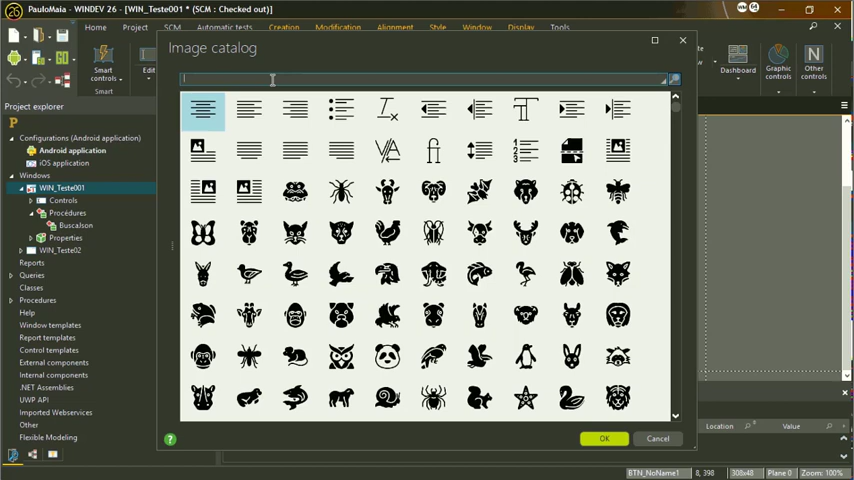 26
PauloMaia - WINDEV 26 - [WIN_Teste001 * (SCM : Checked out)]
WM
64
Home
Project
SCM
Automatic tests
Creation
Modification
Alignment
Style
Window
Display
Tools
Smart
controls
Edit
Dashboard
Graphic
controls
Other
controls
Image catalog
Project explorer
Configurations (Android application)
Android application
iOS application
Windows
WIN_Teste001
Controls
Procédures
BuscaJson
Properties
WIN_Teste02
Reports
Queries
Classes
Procedures
Help
Window templates
Report templates
Control templates
External components
Internal components
.NET Assemblies
UWP API
Imported Webservices
Other
Flexible Modeling
OK
Cancel
Location
Value
BTN_NoName1
8, 398
308x48
Plane 0
Zoom: 100%